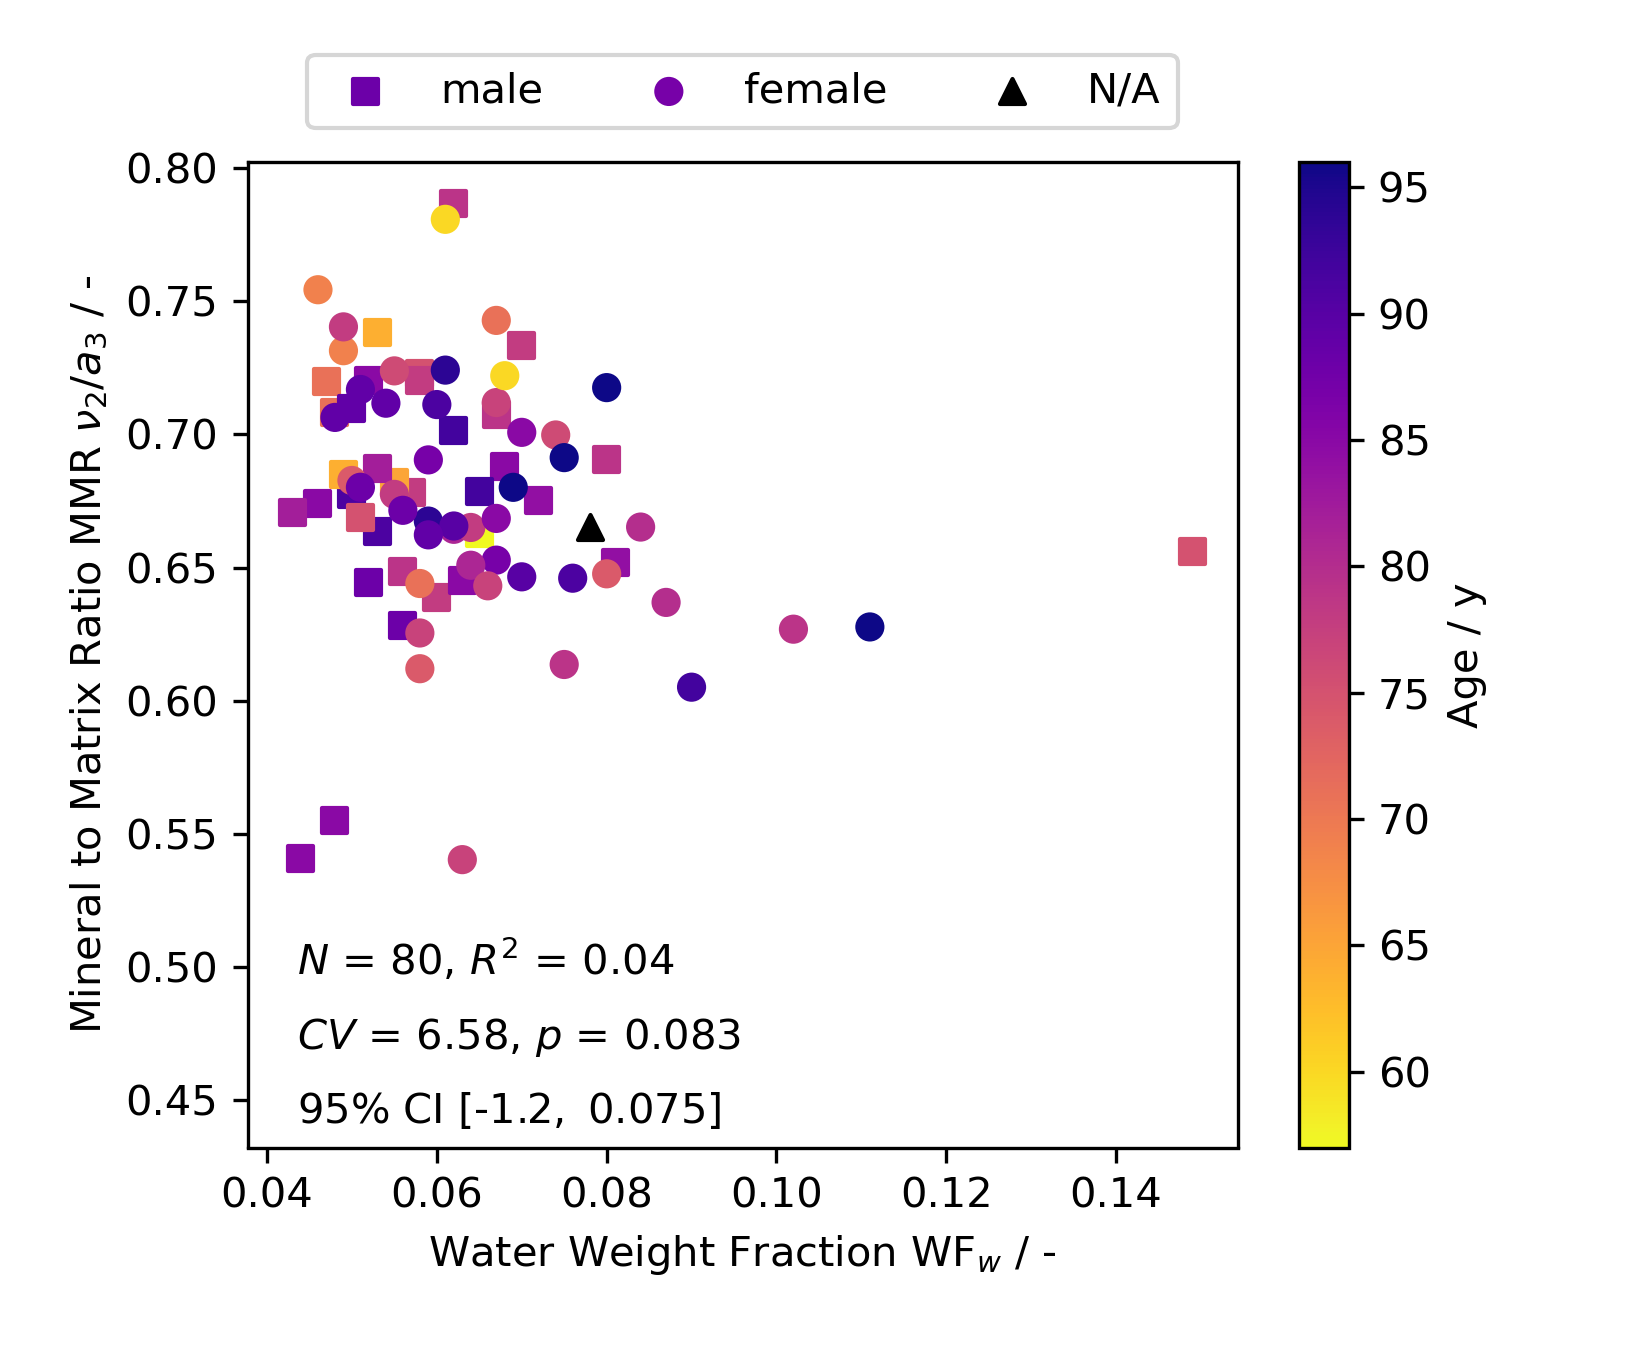 male female N/A
0.80
0.75
0.70
0.65
0.60
0.55
0.50
0.45
Mineral to Matrix Ratio MMR ν₂/a₃ / -
N = 80, R² = 0.04
CV = 6.58, p = 0.083
95% CI [-1.2, 0.075]
0.04 0.06 0.08 0.10 0.12 0.14
Water Weight Fraction WF𝑤 / -
95
90
85
80
75
70
65
60
Age / y